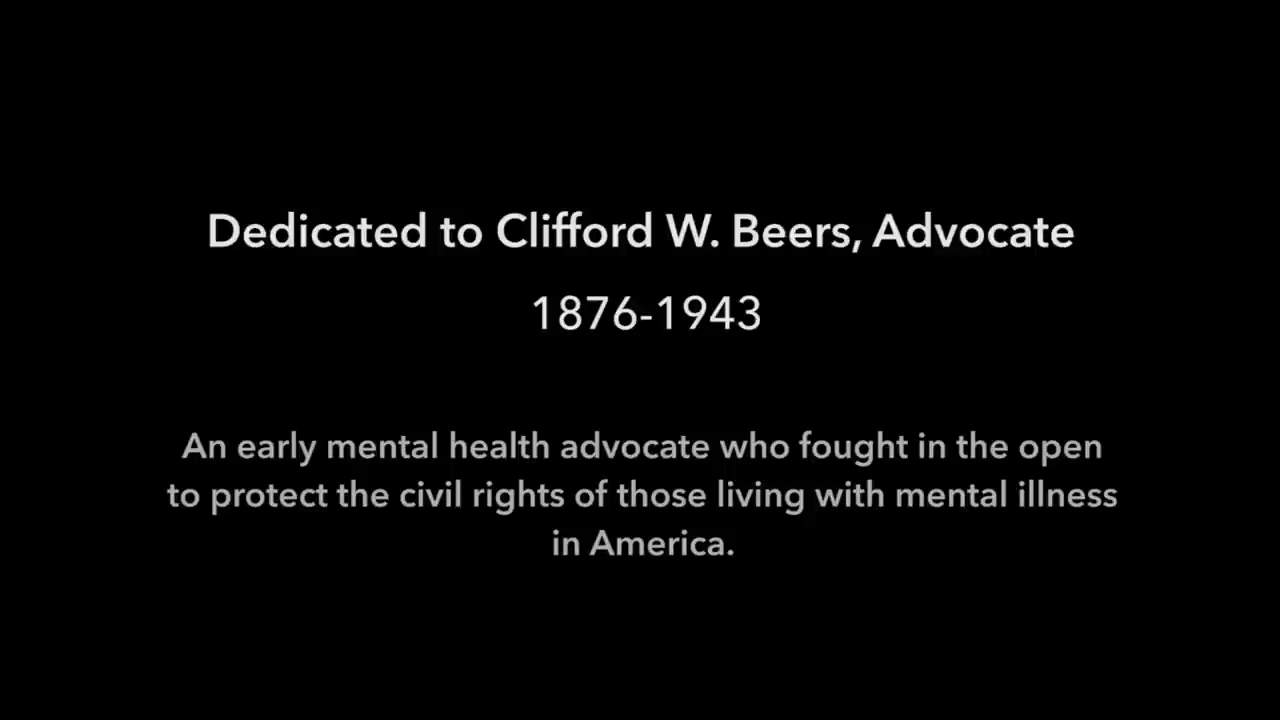 Dedicated to Clifford W. Beers, Advocate
1876-1943
An early mental health advocate who fought in the open
to protect the civil rights of those living with mental illness
in America.